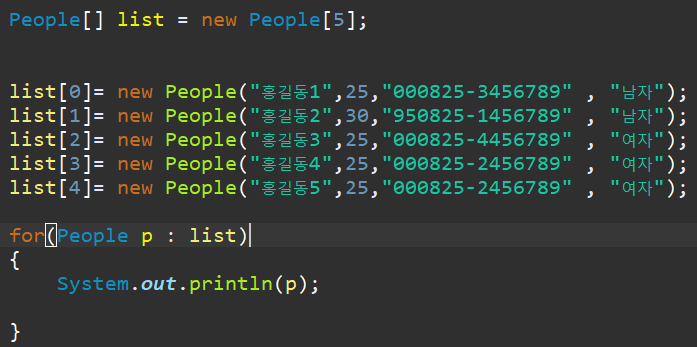 People[] list = new People[5];
list[0]= new People("홍길동1",25,"000825-3456789" , "남자");
list[1]= new People("홍길동2",30,"950825-1456789" , "남자");
list[2]= new People("홍길동3",25,"000825-4456789" , "여자");
list[3]= new People("홍길동4",25,"000825-2456789" , "여자");
list[4]= new People("홍길동5",25,"000825-2456789" , "여자");
for(People p : list)
{
System.out.println(p);
}